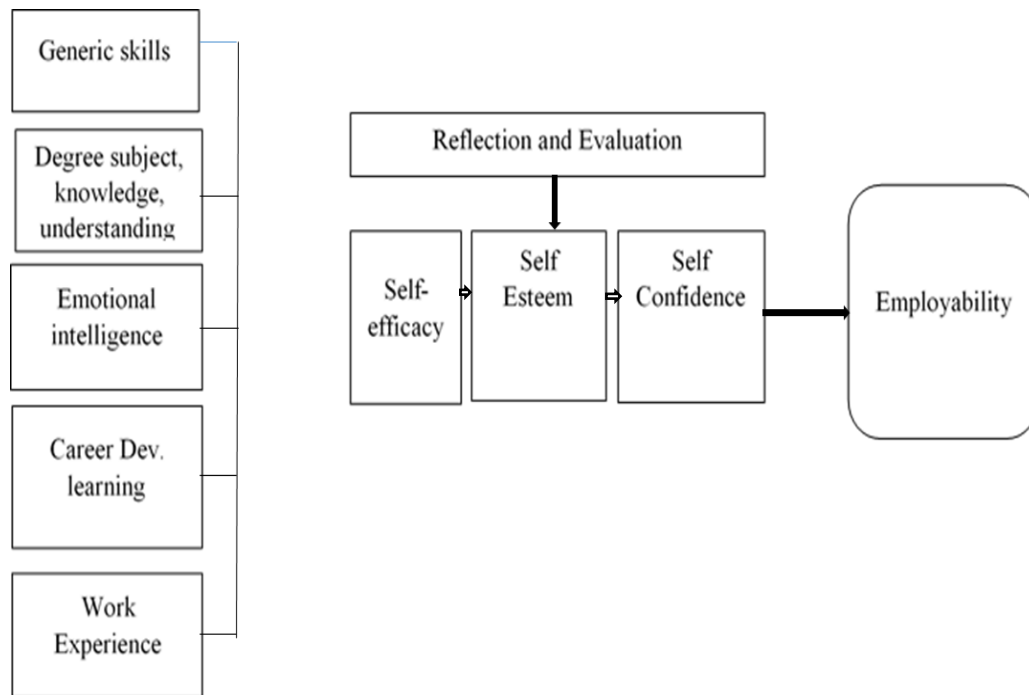 Generic skills
Degree subject,
knowledge,
understanding
Emotional
intelligence
Career Dev.
learning
Work
Experience
Reflection and Evaluation
Self-
efficacy
Self
Esteem
Self
Confidence
Employability